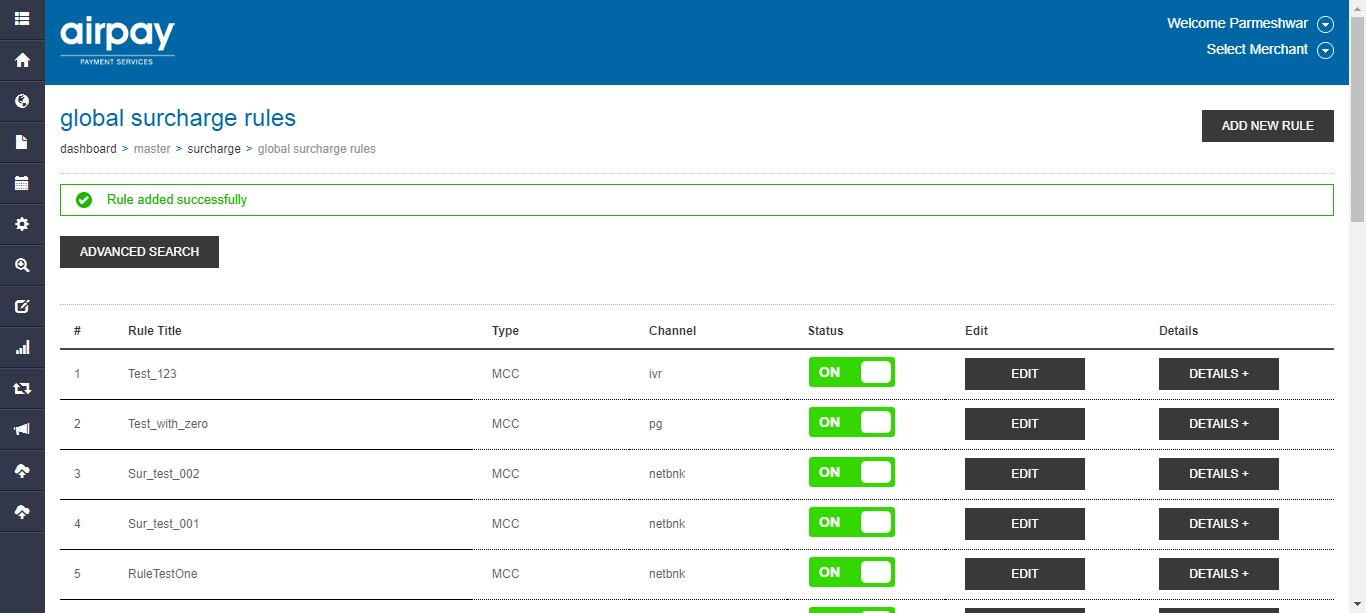 airpay
PAYMENT SERVICES
Welcome Parmeshwar
Select Merchant
global surcharge rules
ADD NEW RULE
dashboard > master > surcharge > global surcharge rules
Rule added successfully
ADVANCED SEARCH
# Rule Title Type Channel Status Edit Details
1 Test_123 MCC ivr ON EDIT DETAILS +
2 Test_with_zero MCC pg ON EDIT DETAILS +
3 Sur_test_002 MCC netbnk ON EDIT DETAILS +
4 Sur_test_001 MCC netbnk ON EDIT DETAILS +
5 RuleTestOne MCC netbnk ON EDIT DETAILS +